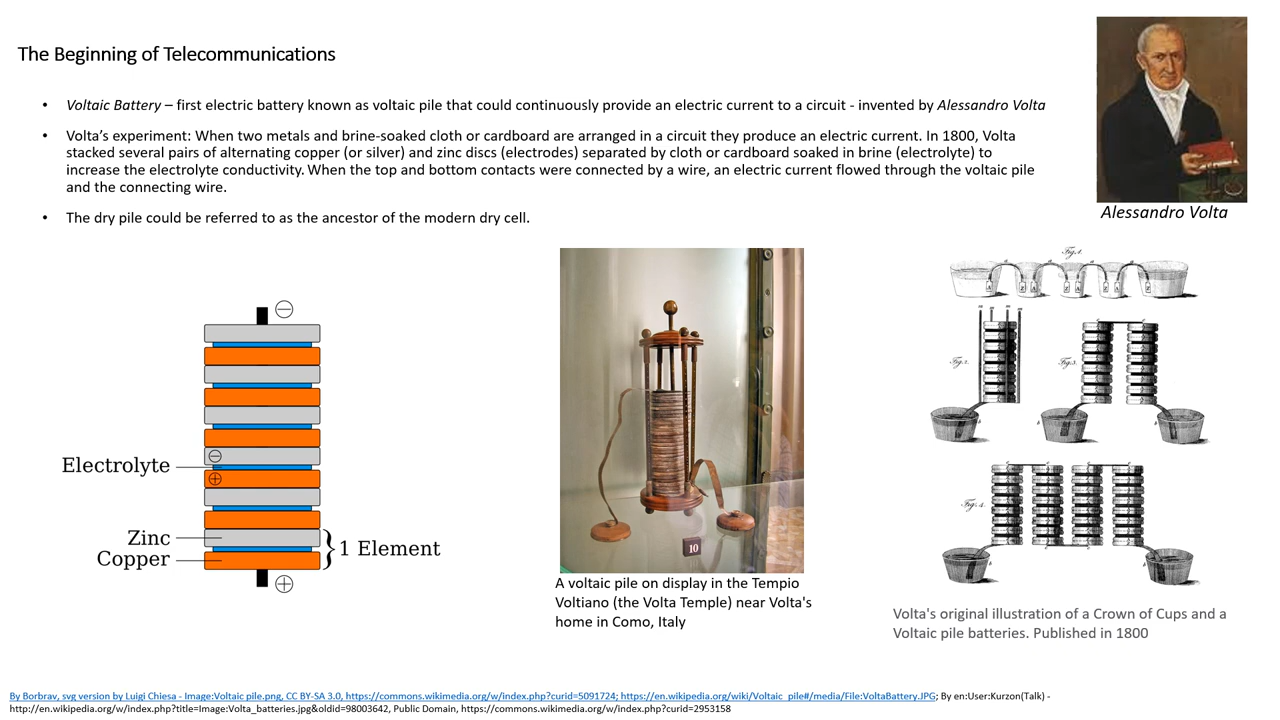 The Beginning of Telecommunications
• Voltaic Battery – first electric battery known as voltaic pile that could continuously provide an electric current to a circuit - invented by Alessandro Volta
• Volta’s experiment: When two metals and brine-soaked cloth or cardboard are arranged in a circuit they produce an electric current. In 1800, Volta
stacked several pairs of alternating copper (or silver) and zinc discs (electrodes) separated by cloth or cardboard soaked in brine (electrolyte) to
increase the electrolyte conductivity. When the top and bottom contacts were connected by a wire, an electric current flowed through the voltaic pile
and the connecting wire.
• The dry pile could be referred to as the ancestor of the modern dry cell.
Alessandro Volta
Electrolyte
Zinc
Copper
1 Element
10
A voltaic pile on display in the Tempio
Voltiano (the Volta Temple) near Volta's
home in Como, Italy
Fig. 1.
Fig. 2.
Fig. 3.
Fig. 4.
Volta's original illustration of a Crown of Cups and a
Voltaic pile batteries. Published in 1800
By Borbrav, svg version by Luigi Chiesa - Image:Voltaic pile.png, CC BY-SA 3.0, https://commons.wikimedia.org/w/index.php?curid=5091724; https://en.wikipedia.org/wiki/Voltaic_pile#/media/File:VoltaBattery.JPG; By en:User:Kurzon(Talk) -
http://en.wikipedia.org/w/index.php?title=Image:Volta_batteries.jpg&oldid=98003642, Public Domain, https://commons.wikimedia.org/w/index.php?curid=2953158